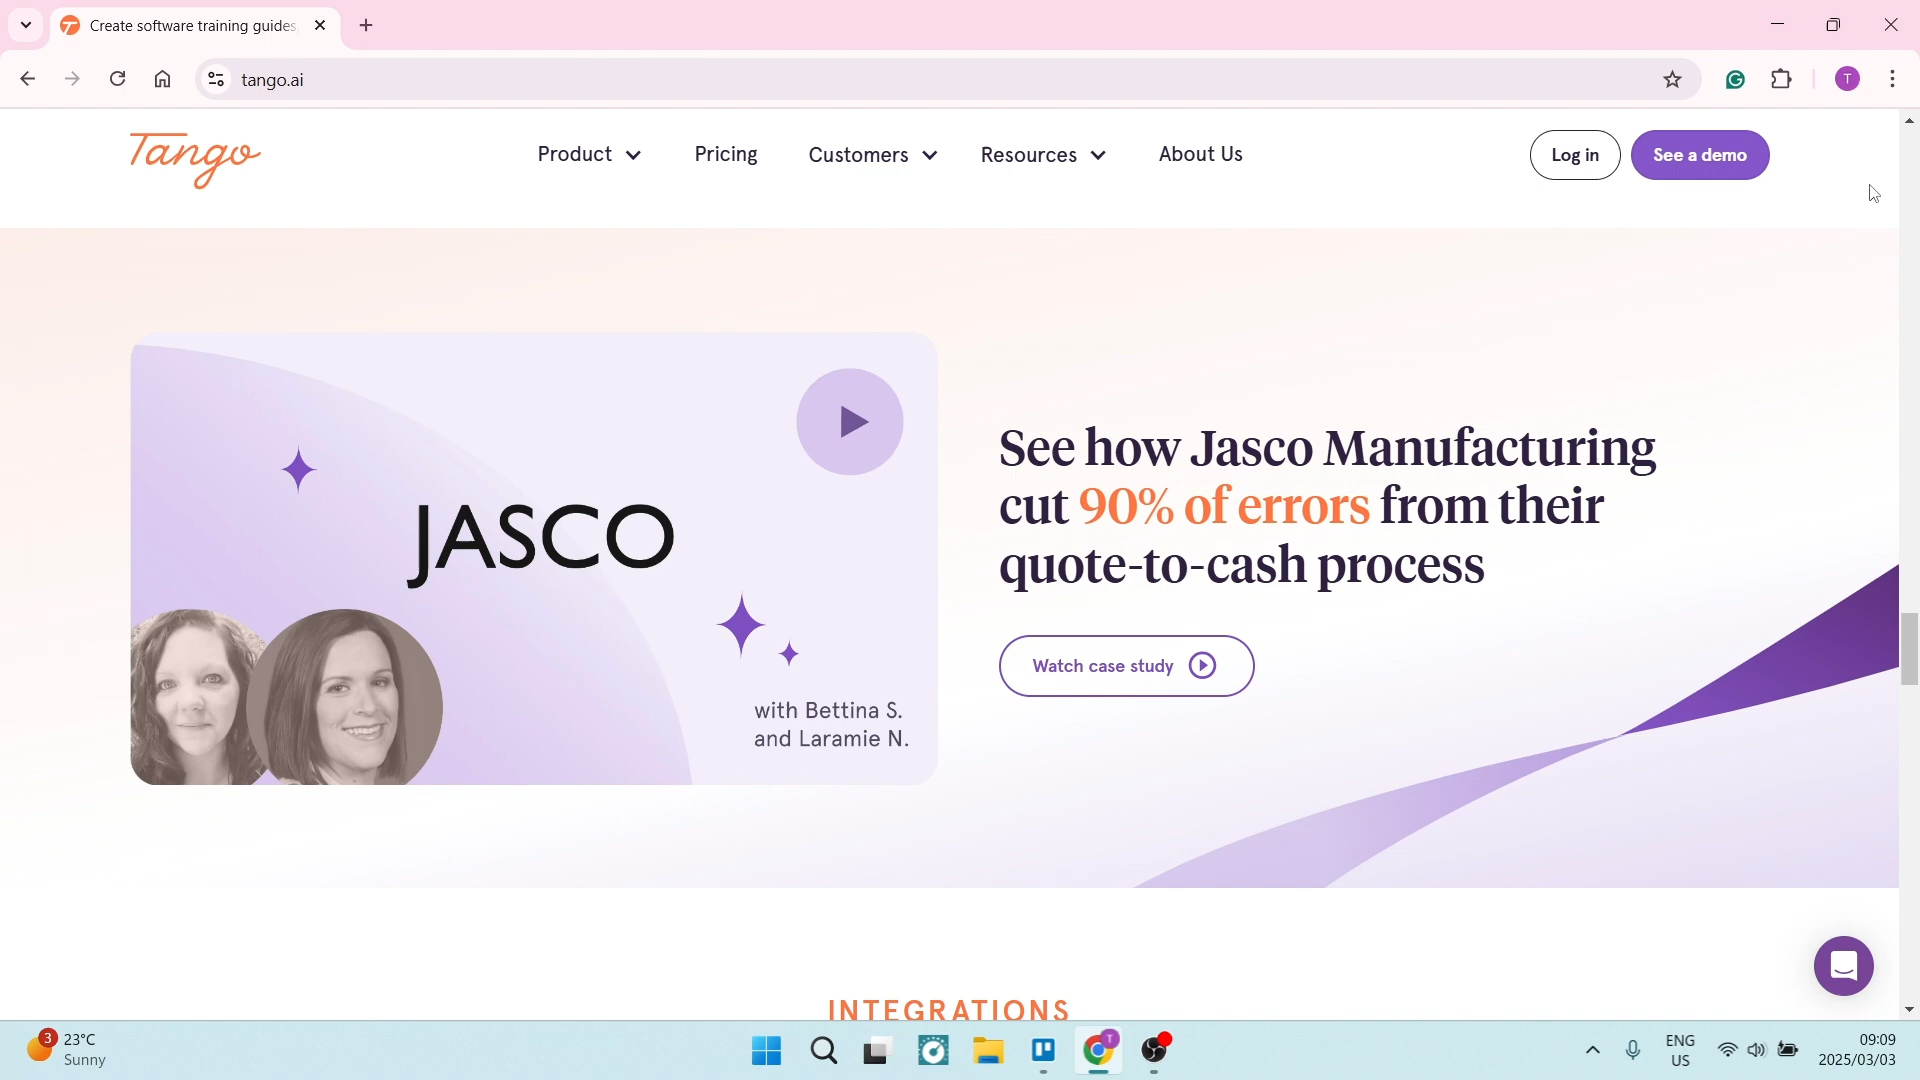 Create software training guides,
tango.ai
T
Tango
Product
Pricing
Customers
Resources
About Us
Log in
See a demo
JASCO
with Bettina S.
and Laramie N.
See how Jasco Manufacturing
cut 90% of errors from their
quote-to-cash process
Watch case study
INTEGRATIONS
3
23°C
Sunny
T
ENG
US
09:09
2025/03/03